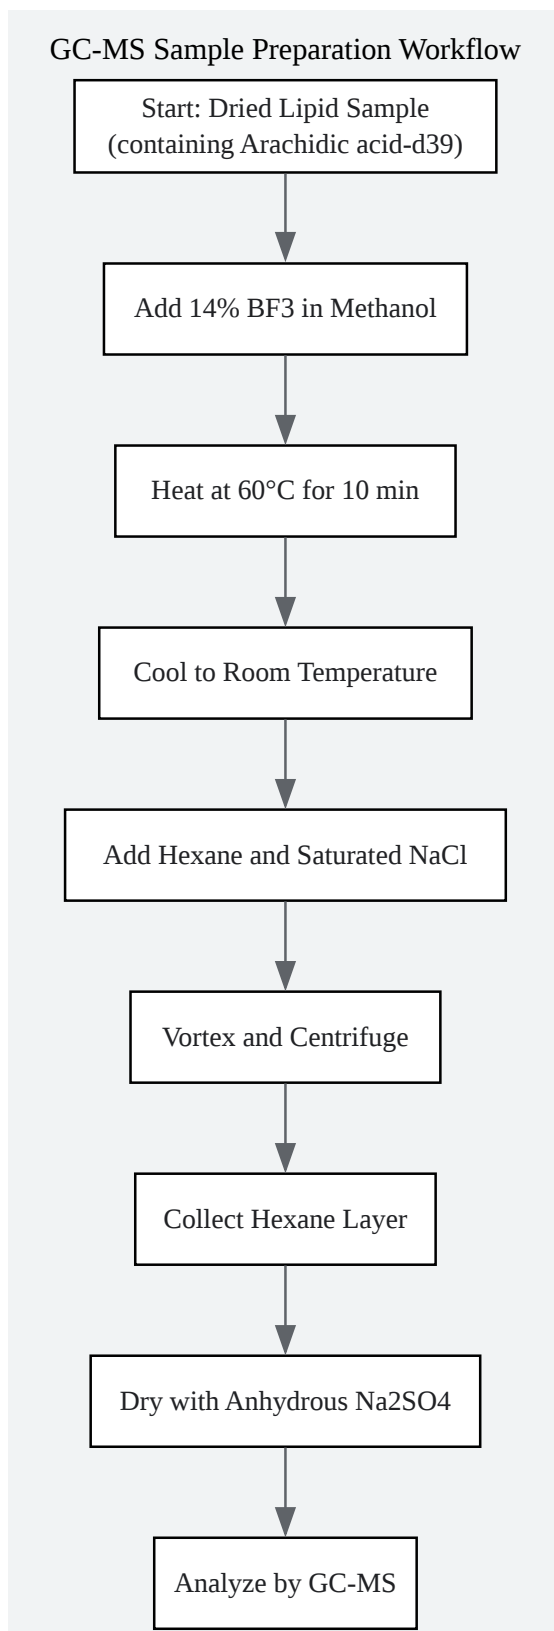 GC-MS Sample Preparation Workflow
Start: Dried Lipid Sample
(containing Arachidic acid-d39)
Add 14% BF3 in Methanol
Heat at 60°C for 10 min
Cool to Room Temperature
Add Hexane and Saturated NaCl
Vortex and Centrifuge
Collect Hexane Layer
Dry with Anhydrous Na2SO4
Analyze by GC-MS